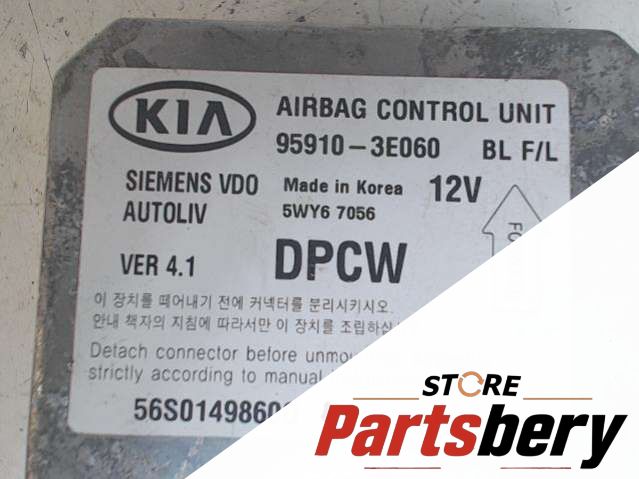 KIA
AIRBAG CONTROL UNIT
95910-3E060 BL F/L
SIEMENS VDO Made in Korea 12V
AUTOLIV 5WY6 7056
VER 4.1 DPCW
이 장치를 떼어내기 전에 커넥터를 분리시키시오.
안내 책자의 지침에 따라서만 이 장치를 조립하십
Detach connector before
strictly according to manual
56S0149860
STORE
Partsbery